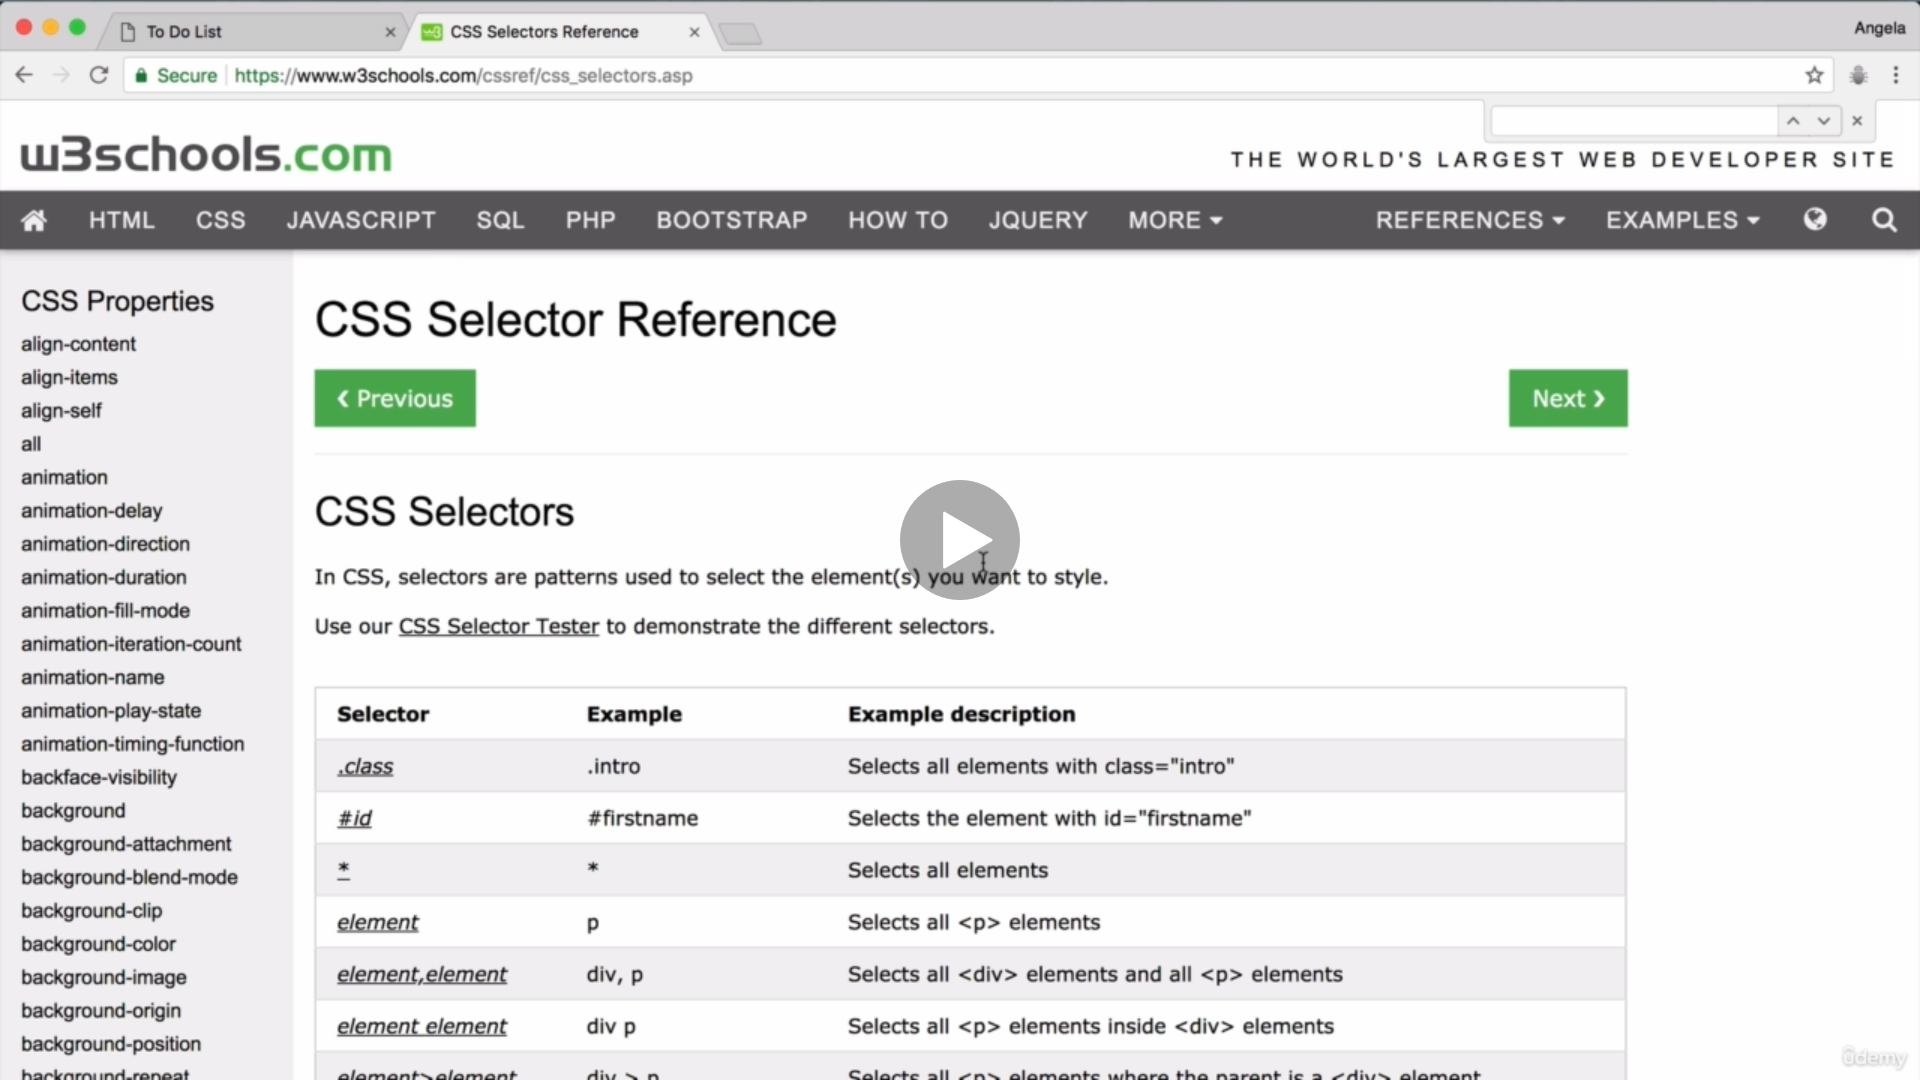 To Do List
CSS Selectors Reference
Angela
Secure
https://www.w3schools.com/cssref/css_selectors.asp
w3schools.com
THE WORLD'S LARGEST WEB DEVELOPER SITE
HTML CSS JAVASCRIPT SQL PHP BOOTSTRAP HOW TO JQUERY MORE REFERENCES EXAMPLES
CSS Properties
align-content
align-items
align-self
all
animation
animation-delay
animation-direction
animation-duration
animation-fill-mode
animation-iteration-count
animation-name
animation-play-state
animation-timing-function
backface-visibility
background
background-attachment
background-blend-mode
background-clip
background-color
background-image
background-origin
background-position
background-repeat
CSS Selector Reference
❮ Previous
Next ❯
CSS Selectors
In CSS, selectors are patterns used to select the element(s) you want to style.
Use our CSS Selector Tester to demonstrate the different selectors.
Selector Example Example description
.class .intro Selects all elements with class="intro"
#id #firstname Selects the element with id="firstname"
* * Selects all elements
element p Selects all <p> elements
element,element div, p Selects all <div> elements and all <p> elements
element element div p Selects all <p> elements inside <div> elements
element>element div > p Selects all <p> elements where the parent is a <div> element
ûdemy